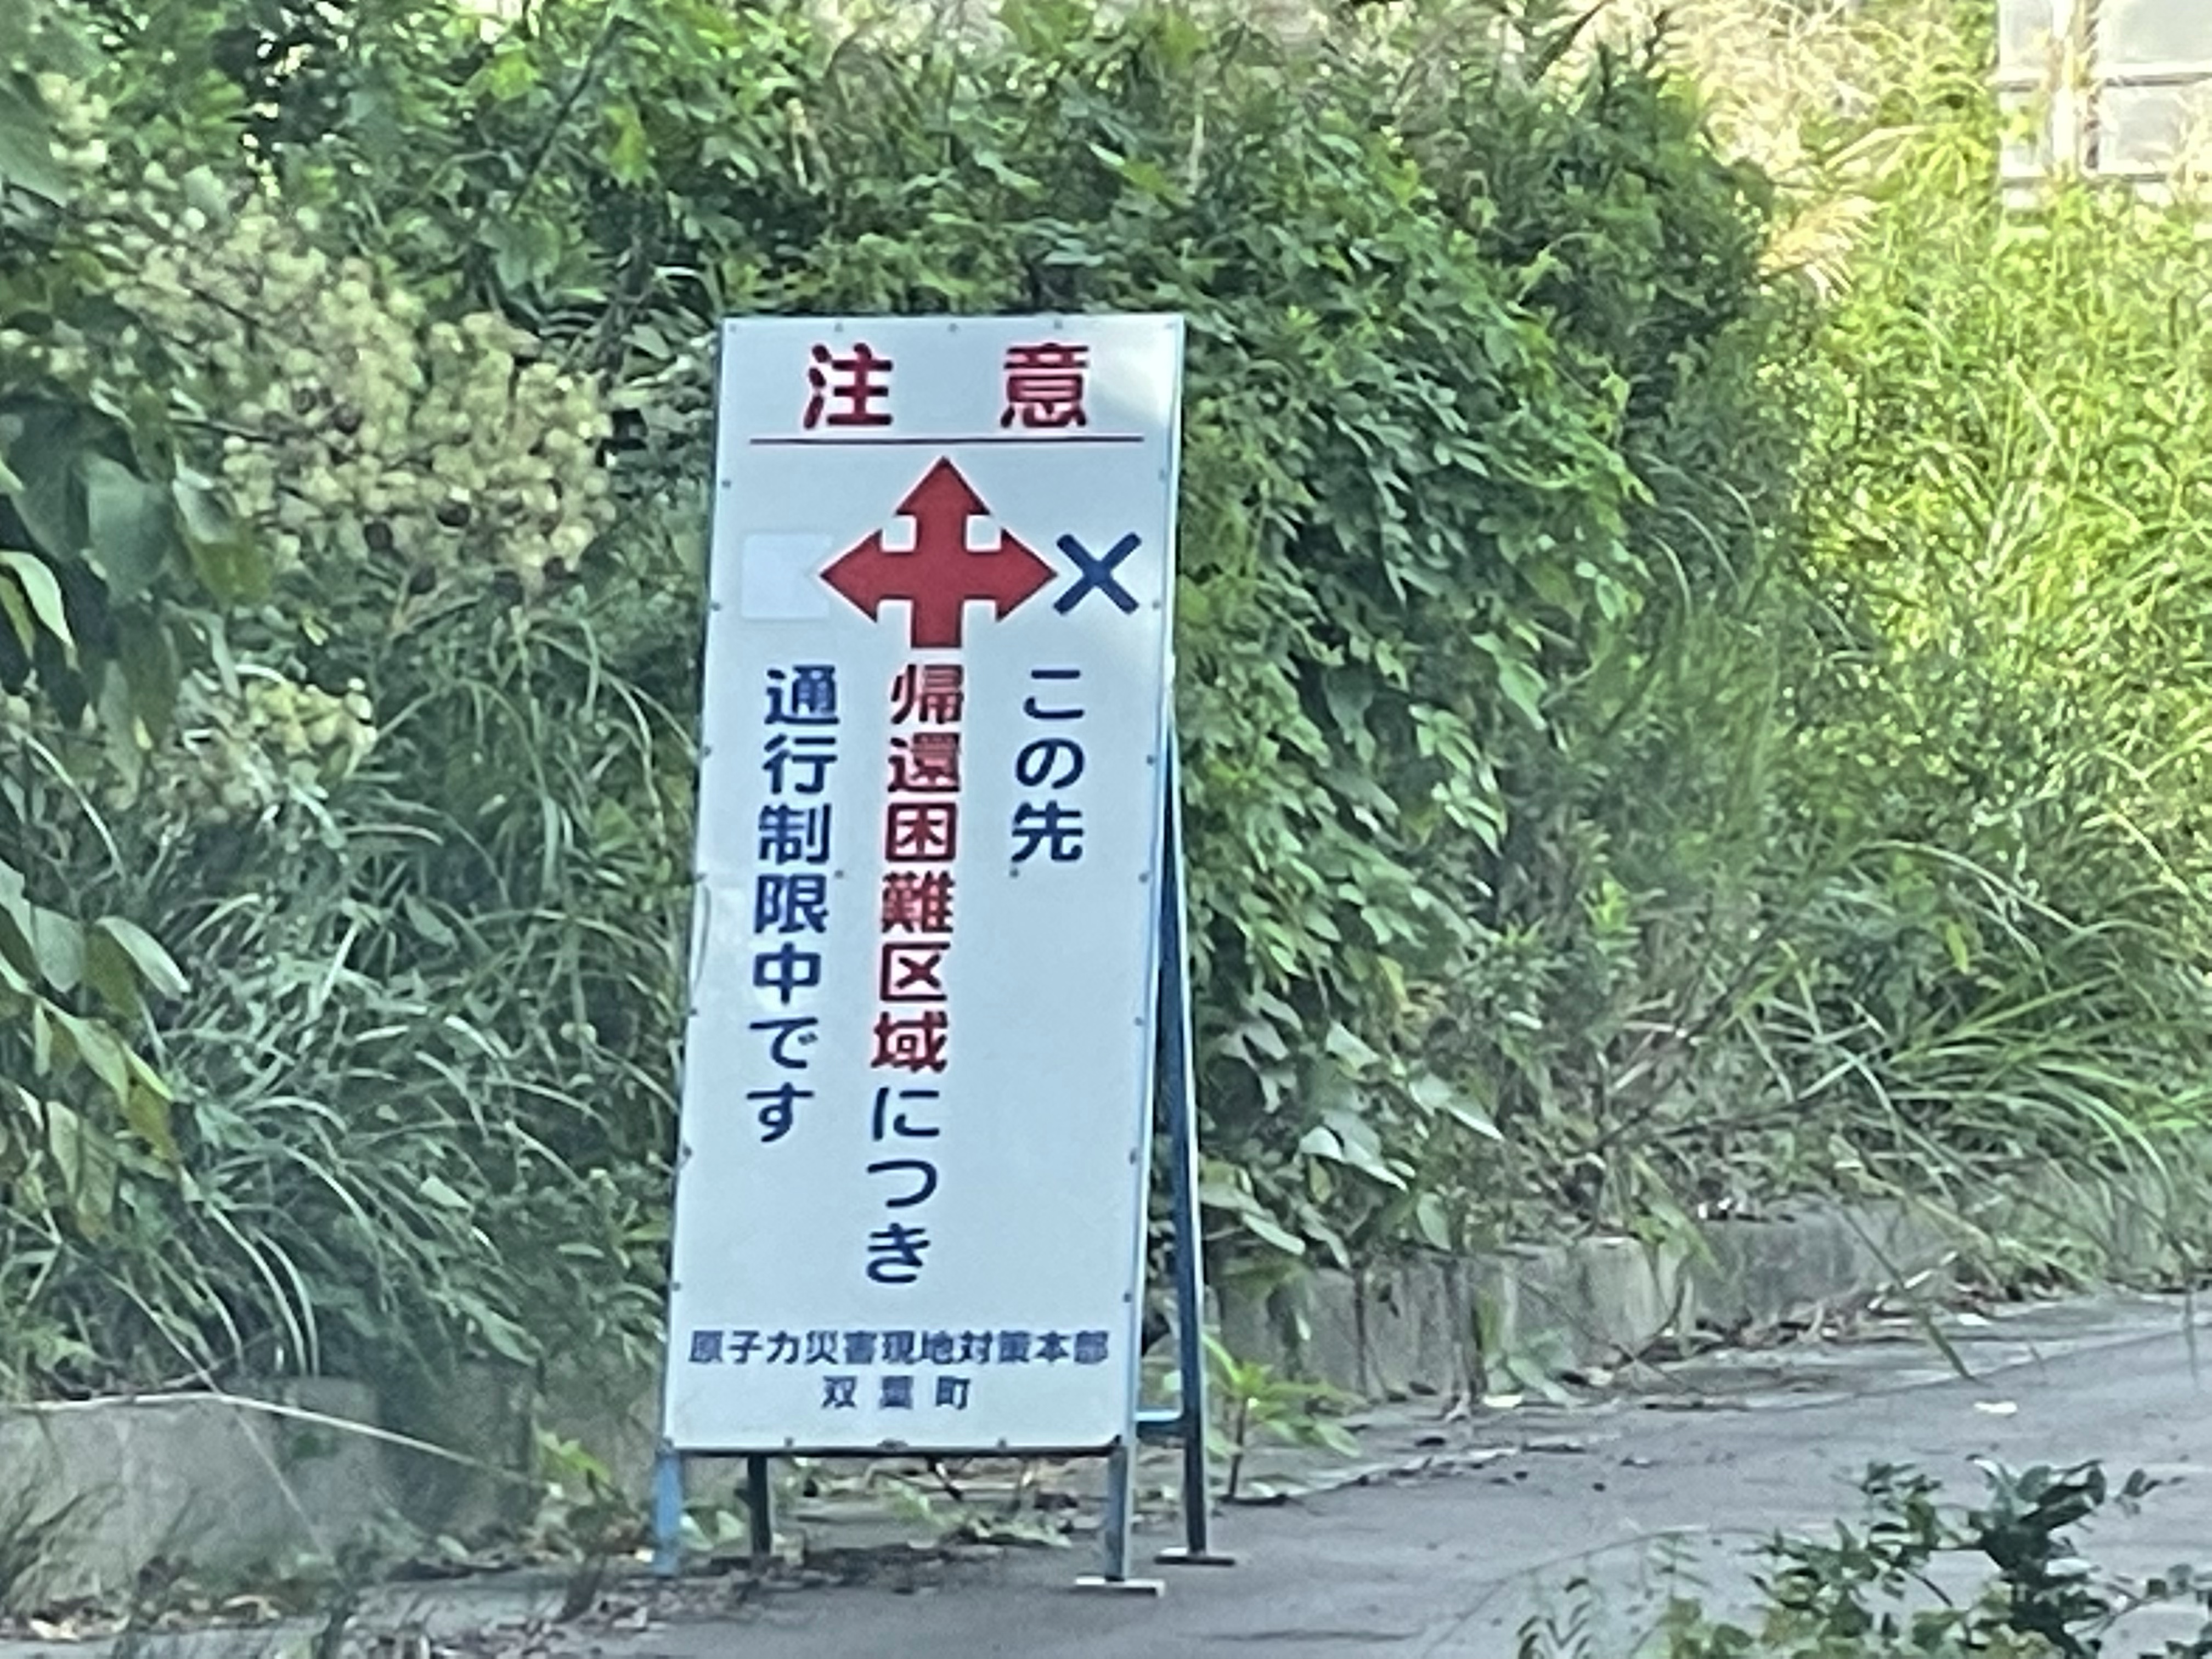 注意
×
この先
帰還困難区域につき
通行制限中です
原子力災害現地対策本部
双葉町